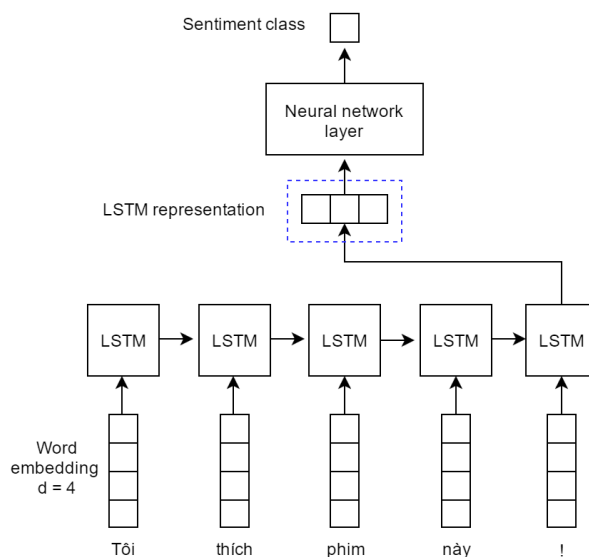 Sentiment class
Neural network
layer
LSTM representation
LSTM LSTM LSTM LSTM LSTM
Word
embedding
d = 4
Tôi thích phim này !